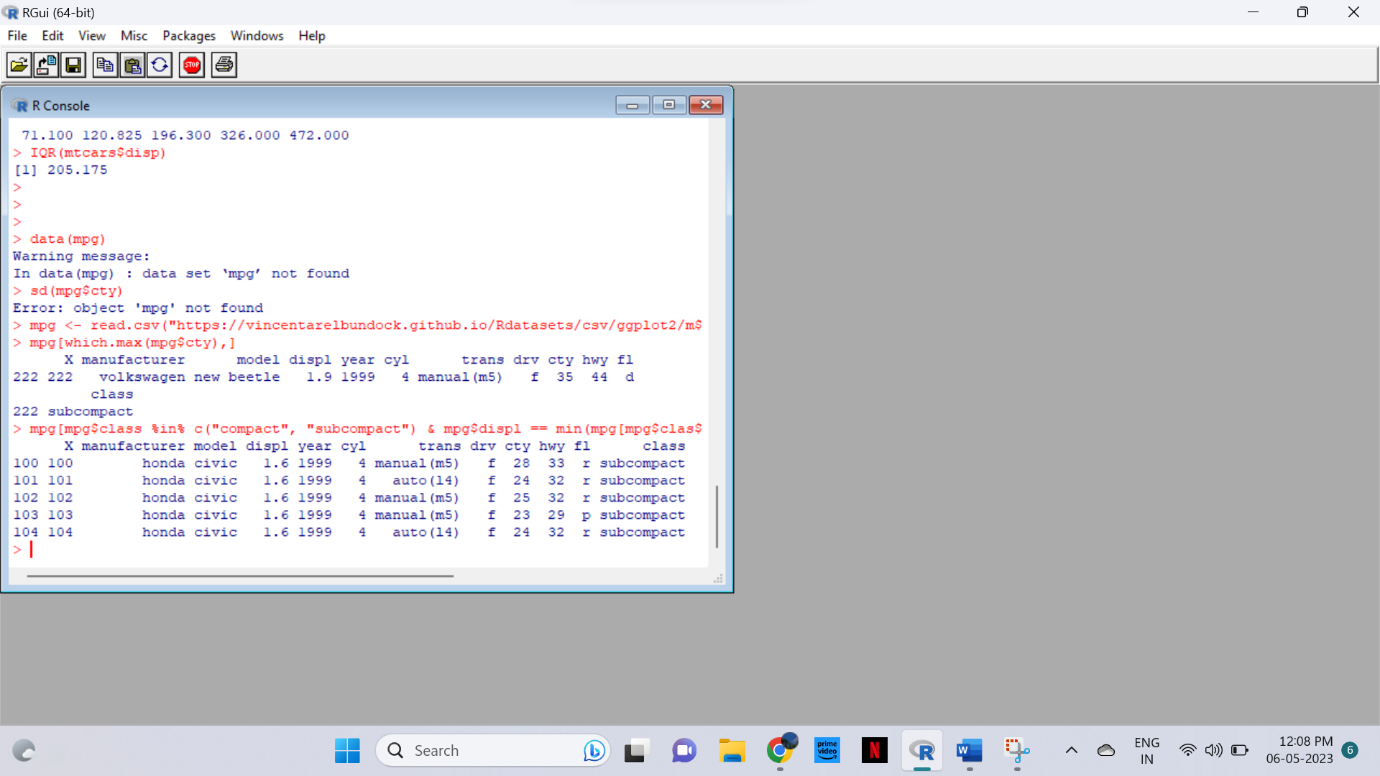 RGui (64-bit)
File Edit View Misc Packages Windows Help
STOP
R Console
71.100 120.825 196.300 326.000 472.000
> IQR(mtcars$disp)
[1] 205.175
>
>
>
> data(mpg)
Warning message:
In data(mpg) : data set ‘mpg’ not found
> sd(mpg$cty)
Error: object 'mpg' not found
> mpg <- read.csv("https://vincentarelbundock.github.io/Rdatasets/csv/ggplot2/m$
> mpg[which.max(mpg$cty),]
X manufacturer model displ year cyl trans drv cty hwy fl
222 222 volkswagen new beetle 1.9 1999 4 manual(m5) f 35 44 d
class
222 subcompact
> mpg[mpg$class %in% c("compact", "subcompact") & mpg$displ == min(mpg[mpg$clas$
X manufacturer model displ year cyl trans drv cty hwy fl class
100 100 honda civic 1.6 1999 4 manual(m5) f 28 33 r subcompact
101 101 honda civic 1.6 1999 4 auto(l4) f 24 32 r subcompact
102 102 honda civic 1.6 1999 4 manual(m5) f 25 32 r subcompact
103 103 honda civic 1.6 1999 4 manual(m5) f 23 29 p subcompact
104 104 honda civic 1.6 1999 4 auto(l4) f 24 32 r subcompact
>
Search
prime video
N
R
W
ENG
IN
12:08 PM
06-05-2023
6